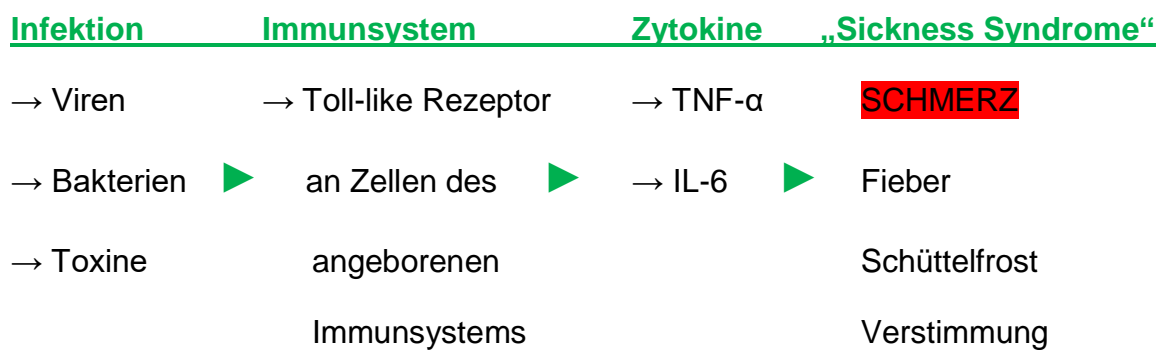 Infektion Immunsystem Zytokine „Sickness Syndrome“
→ Viren → Toll-like Rezeptor → TNF-α SCHMERZ
→ Bakterien ► an Zellen des ► → IL-6 ► Fieber
→ Toxine angeborenen Schüttelfrost
Immunsystems Verstimmung